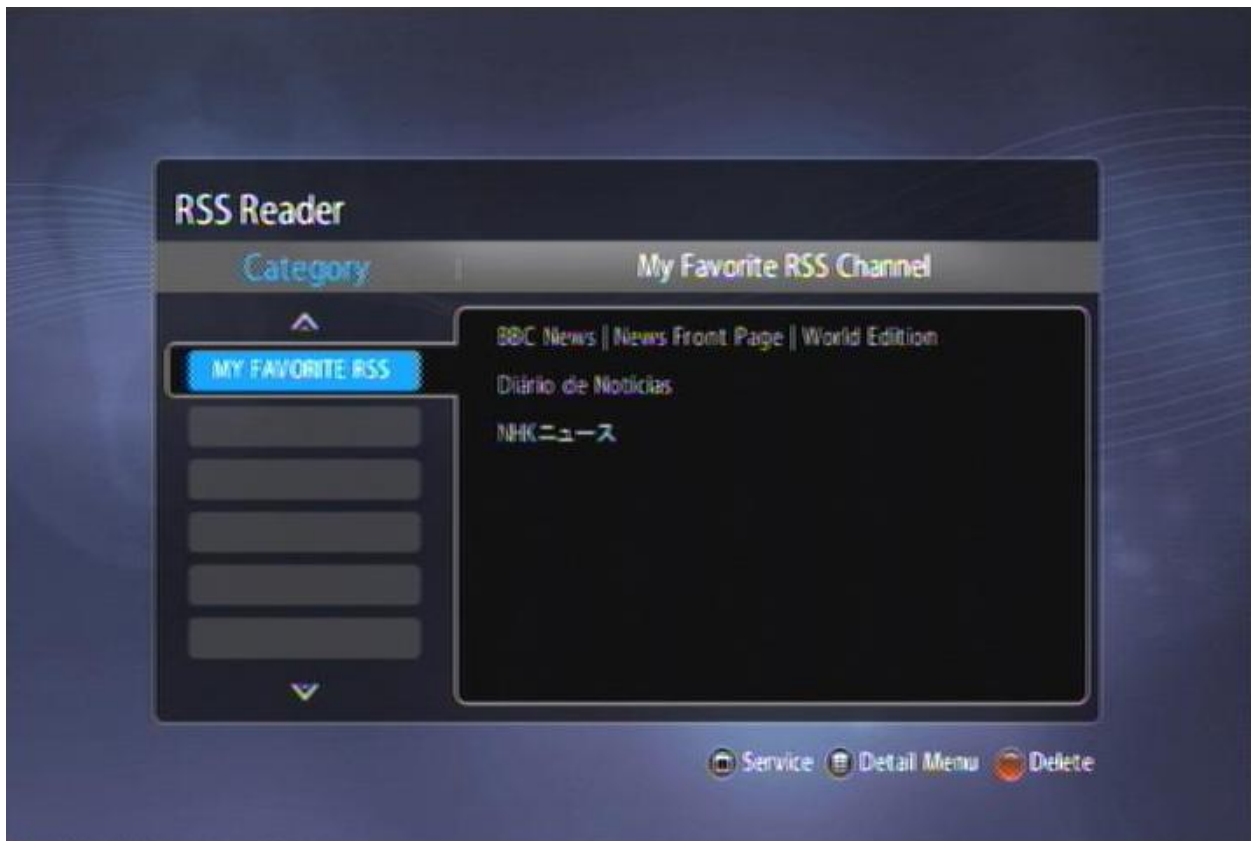 RSS Reader
Category
My Favorite RSS Channel
MY FAVORITE RSS
BBC News | News Front Page | World Edition
Diário de Notícias
NHKニュース
Service Detail Menu Delete